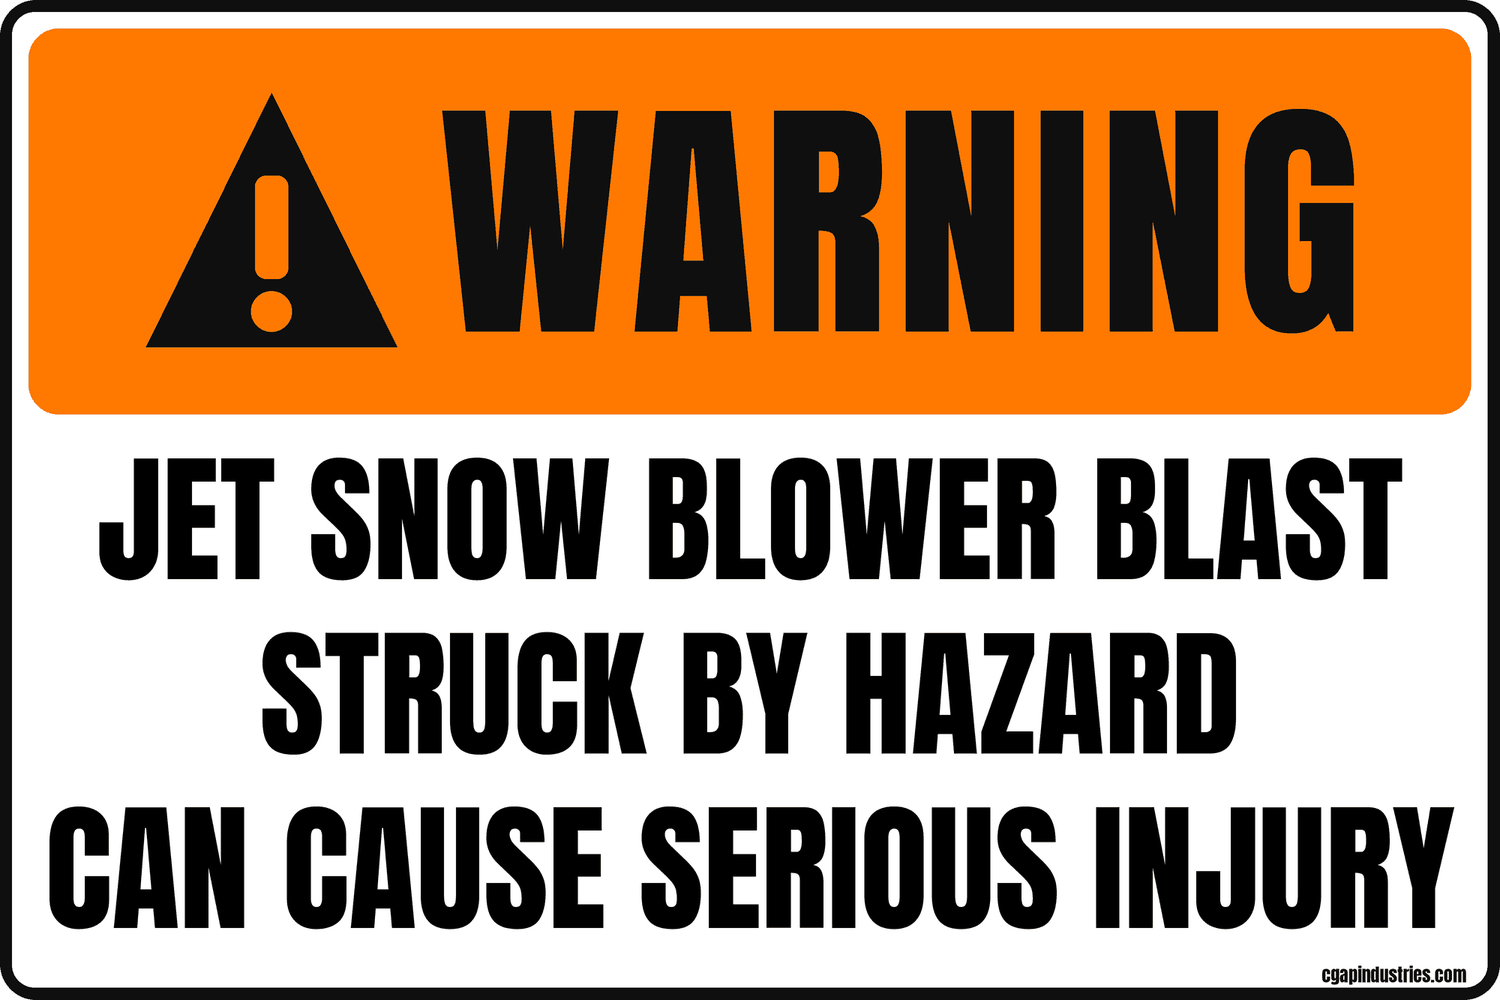 WARNING
JET SNOW BLOWER BLAST
STRUCK BY HAZARD
CAN CAUSE SERIOUS INJURY
cgapindustries.com